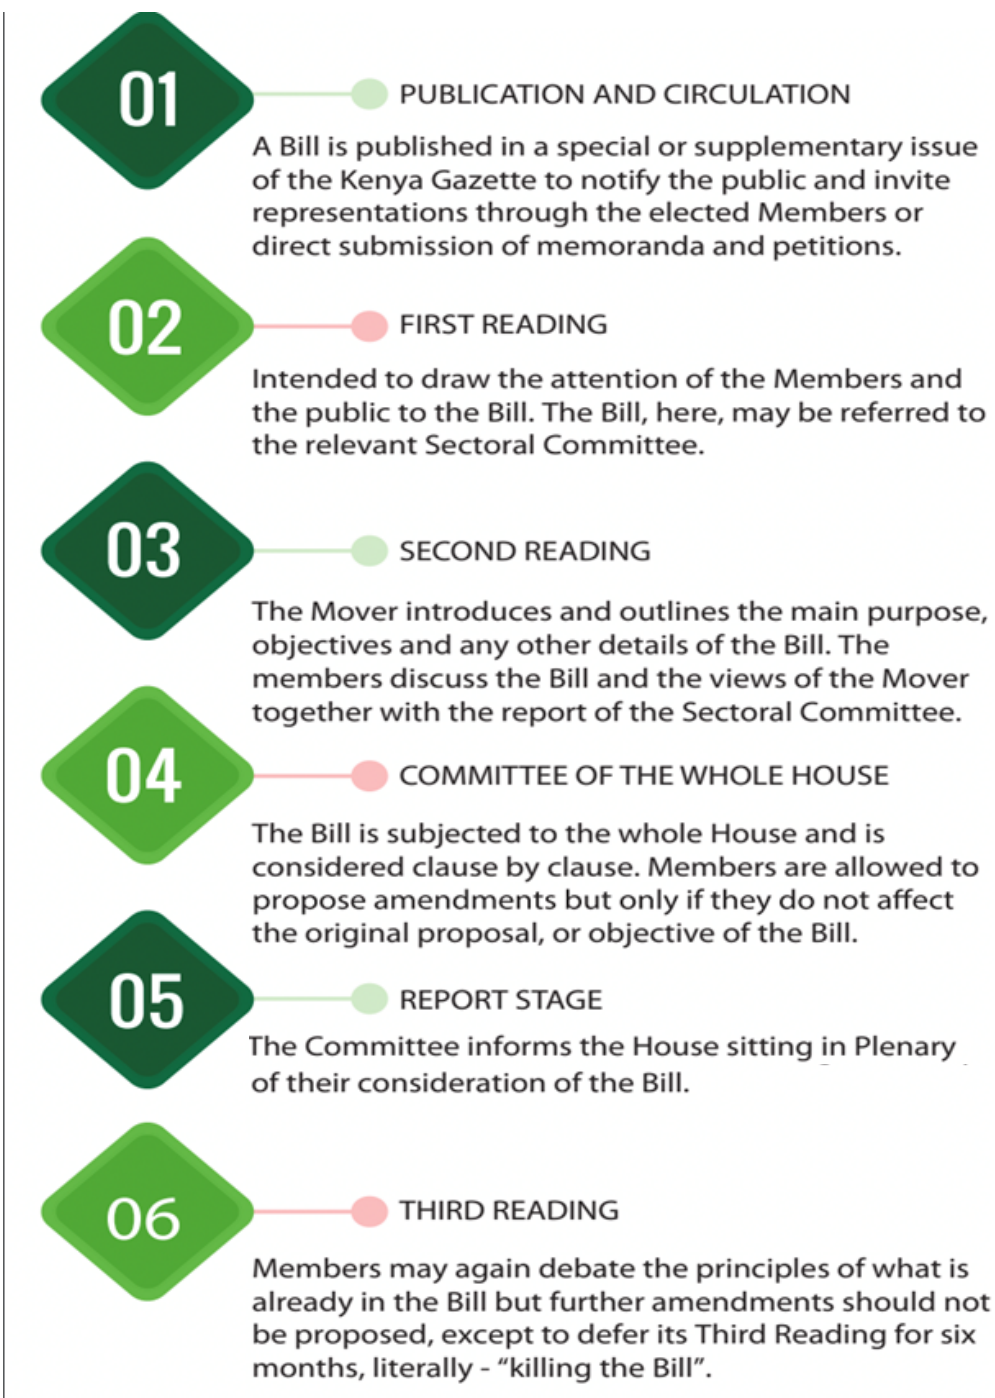 01
PUBLICATION AND CIRCULATION
A Bill is published in a special or supplementary issue
of the Kenya Gazette to notify the public and invite
representations through the elected Members or
direct submission of memoranda and petitions.
02
FIRST READING
Intended to draw the attention of the Members and
the public to the Bill. The Bill, here, may be referred to
the relevant Sectoral Committee.
03
SECOND READING
The Mover introduces and outlines the main purpose,
objectives and any other details of the Bill. The
members discuss the Bill and the views of the Mover
together with the report of the Sectoral Committee.
04
COMMITTEE OF THE WHOLE HOUSE
The Bill is subjected to the whole House and is
considered clause by clause. Members are allowed to
propose amendments but only if they do not affect
the original proposal, or objective of the Bill.
05
REPORT STAGE
The Committee informs the House sitting in Plenary
of their consideration of the Bill.
06
THIRD READING
Members may again debate the principles of what is
already in the Bill but further amendments should not
be proposed, except to defer its Third Reading for six
months, literally - “killing the Bill”.